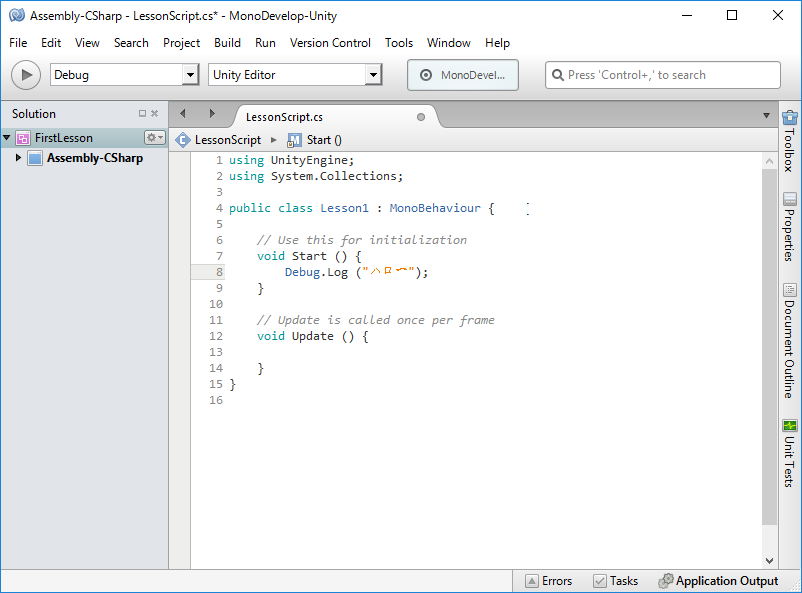 Assembly-CSharp - LessonScript.cs* - MonoDevelop-Unity
File Edit View Search Project Build Run Version Control Tools Window Help
Debug Unity Editor MonoDevel... Press 'Control+,' to search
Solution
FirstLesson
Assembly-CSharp
LessonScript.cs
LessonScript Start ()
1 using UnityEngine;
2 using System.Collections;
3
4 public class Lesson1 : MonoBehaviour {
5
6 // Use this for initialization
7 void Start () {
8 Debug.Log ("ハロー");
9 }
10
11 // Update is called once per frame
12 void Update () {
13
14 }
15 }
16
Toolbox
Properties
Document Outline
Unit Tests
Errors Tasks Application Output